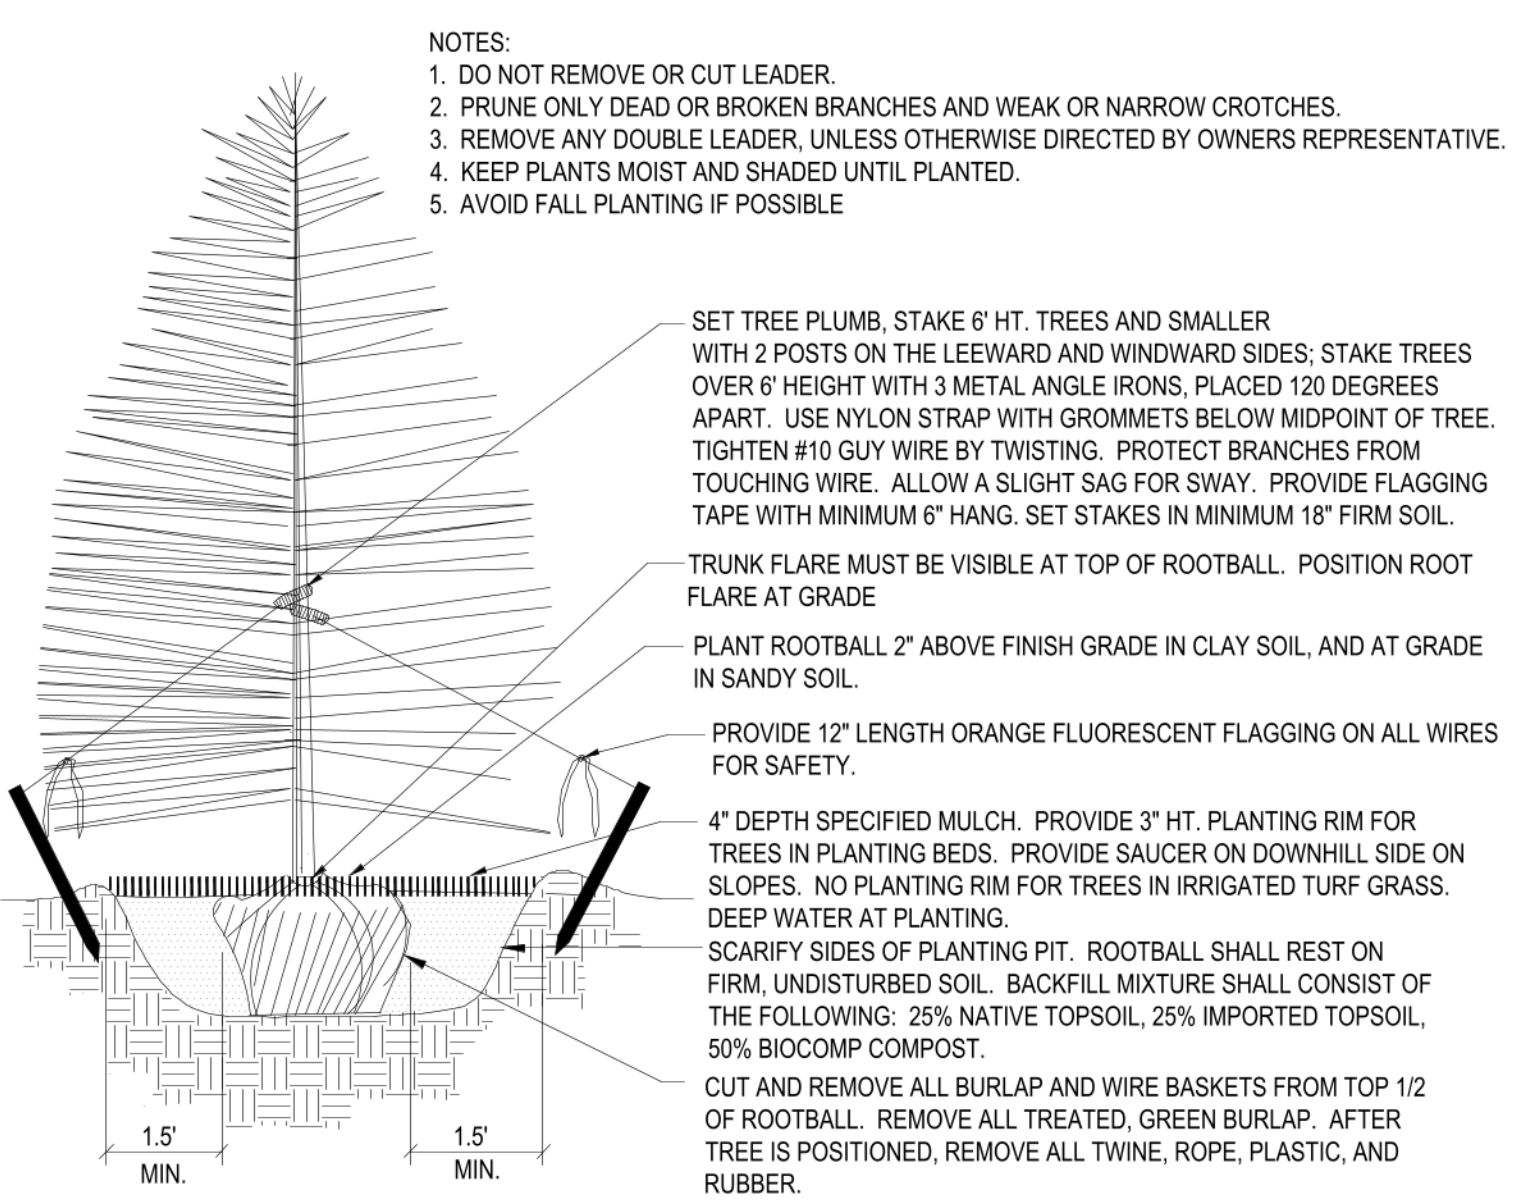 NOTES:
1. DO NOT REMOVE OR CUT LEADER.
2. PRUNE ONLY DEAD OR BROKEN BRANCHES AND WEAK OR NARROW CROTCHES.
3. REMOVE ANY DOUBLE LEADER, UNLESS OTHERWISE DIRECTED BY OWNERS REPRESENTATIVE.
4. KEEP PLANTS MOIST AND SHADED UNTIL PLANTED.
5. AVOID FALL PLANTING IF POSSIBLE
SET TREE PLUMB, STAKE 6' HT. TREES AND SMALLER
WITH 2 POSTS ON THE LEEWARD AND WINDWARD SIDES; STAKE TREES
OVER 6' HEIGHT WITH 3 METAL ANGLE IRONS, PLACED 120 DEGREES
APART. USE NYLON STRAP WITH GROMMETS BELOW MIDPOINT OF TREE.
TIGHTEN #10 GUY WIRE BY TWISTING. PROTECT BRANCHES FROM
TOUCHING WIRE. ALLOW A SLIGHT SAG FOR SWAY. PROVIDE FLAGGING
TAPE WITH MINIMUM 6" HANG. SET STAKES IN MINIMUM 18" FIRM SOIL.
TRUNK FLARE MUST BE VISIBLE AT TOP OF ROOTBALL. POSITION ROOT
FLARE AT GRADE
PLANT ROOTBALL 2" ABOVE FINISH GRADE IN CLAY SOIL, AND AT GRADE
IN SANDY SOIL.
PROVIDE 12" LENGTH ORANGE FLUORESCENT FLAGGING ON ALL WIRES
FOR SAFETY.
4" DEPTH SPECIFIED MULCH. PROVIDE 3" HT. PLANTING RIM FOR
TREES IN PLANTING BEDS. PROVIDE SAUCER ON DOWNHILL SIDE ON
SLOPES. NO PLANTING RIM FOR TREES IN IRRIGATED TURF GRASS.
DEEP WATER AT PLANTING.
SCARIFY SIDES OF PLANTING PIT. ROOTBALL SHALL REST ON
FIRM, UNDISTURBED SOIL. BACKFILL MIXTURE SHALL CONSIST OF
THE FOLLOWING: 25% NATIVE TOPSOIL, 25% IMPORTED TOPSOIL,
50% BIOCOMP COMPOST.
CUT AND REMOVE ALL BURLAP AND WIRE BASKETS FROM TOP 1/2
OF ROOTBALL. REMOVE ALL TREATED, GREEN BURLAP. AFTER
TREE IS POSITIONED, REMOVE ALL TWINE, ROPE, PLASTIC, AND
RUBBER.
1.5'
MIN.
1.5'
MIN.